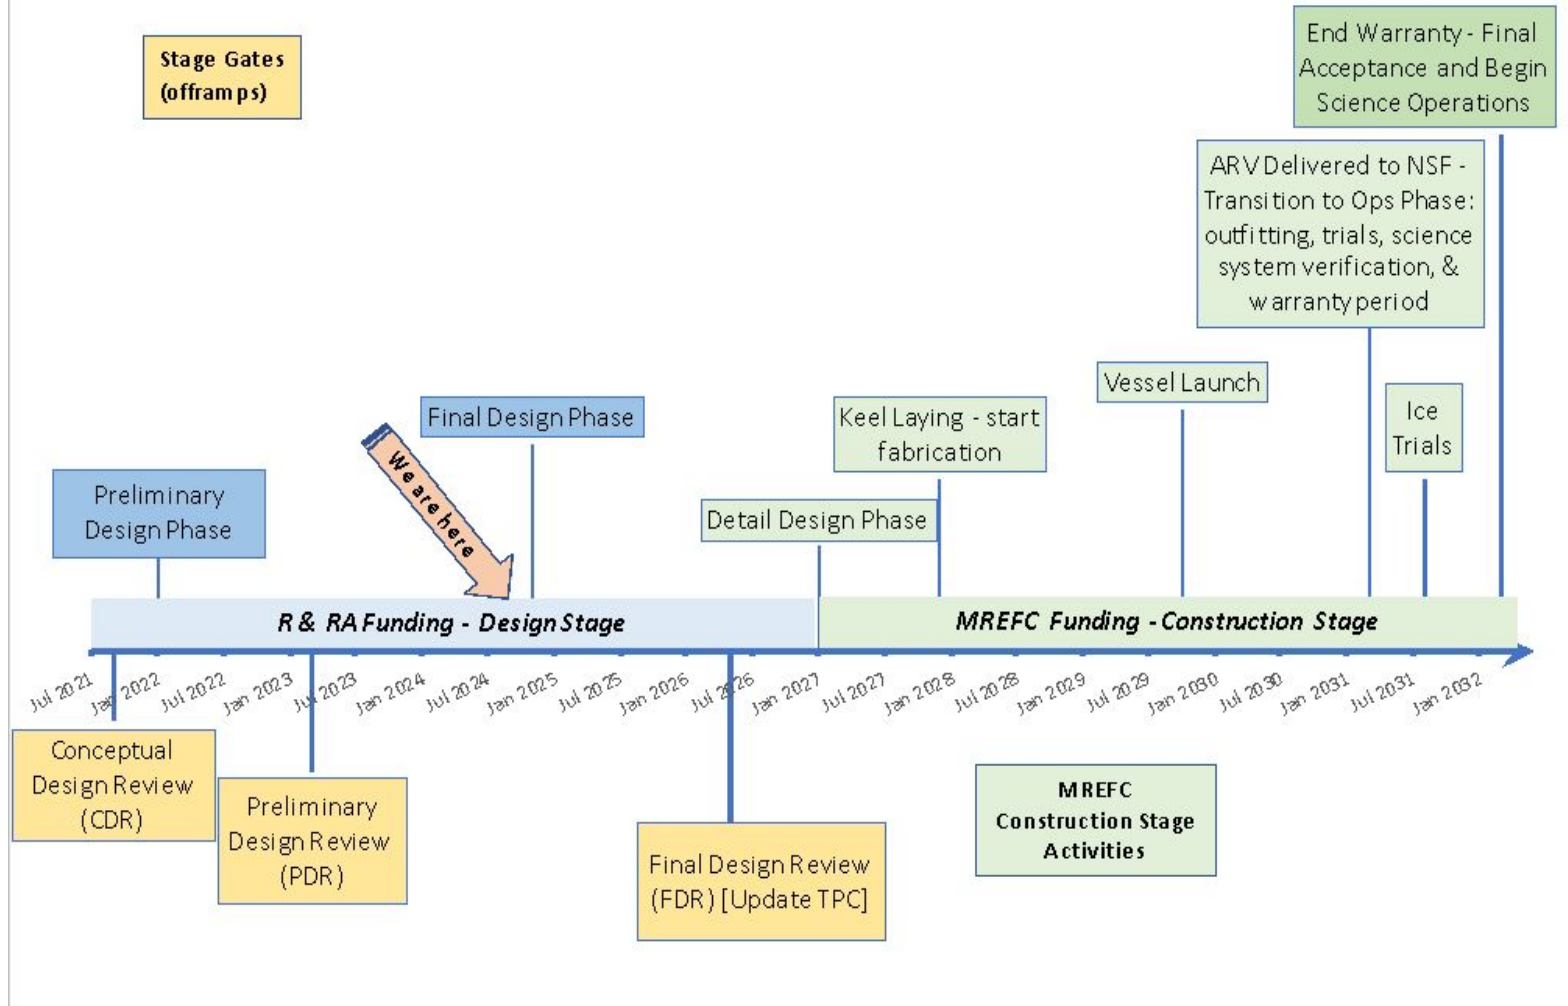 Stage Gates
(offramps)
End Warranty - Final
Acceptance and Begin
Science Operations
ARV Delivered to NSF -
Transition to Ops Phase:
outfitting, trials, science
system verification, &
warranty period
Vessel Launch
Ice
Trials
Final Design Phase
Keel Laying - start
fabrication
We are here
Preliminary
Design Phase
Detail Design Phase
R & RA Funding - Design Stage
MREFC Funding - Construction Stage
Jul 2021
Jan 2022
Jul 2022
Jan 2023
Jul 2023
Jan 2024
Jul 2024
Jan 2025
Jul 2025
Jan 2026
Jul 2026
Jan 2027
Jul 2027
Jan 2028
Jul 2028
Jan 2029
Jul 2029
Jan 2030
Jul 2030
Jan 2031
Jul 2031
Jan 2032
Conceptual
Design Review
(CDR)
Preliminary
Design Review
(PDR)
Final Design Review
(FDR) [Update TPC]
MREFC
Construction Stage
Activities